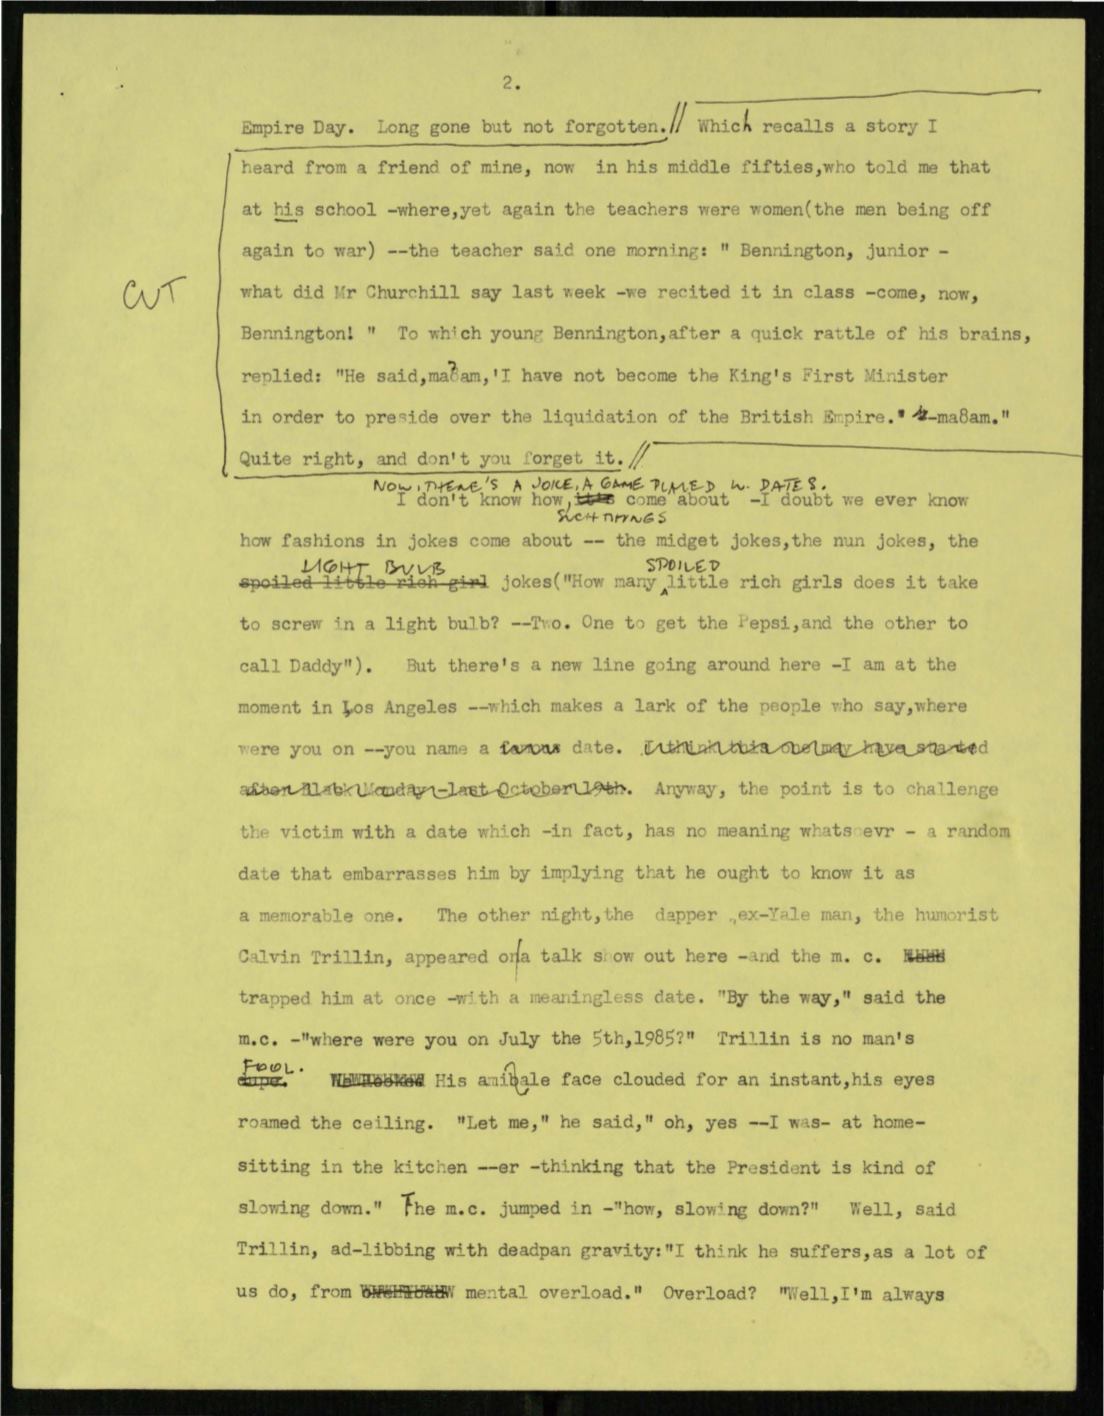 2.
Empire Day. Long gone but not forgotten.// Which recalls a story I
heard from a friend of mine, now in his middle fifties,who told me that
at his school -where,yet again the teachers were women(the men being off
again to war) --the teacher said one morning: " Bennington, junior -
CUT
what did Mr Churchill say last week -we recited it in class -come, now,
Bennington! " To which young Bennington,after a quick rattle of his brains,
replied: "He said,ma'am,'I have not become the King's First Minister
in order to preside over the liquidation of the British Empire." -ma8am."
Quite right, and don't you forget it. //
NOW, THERE'S A JOKE, A GAME PLAYED W. DATES.
I don't know how, come about -I doubt we ever know
SUCH THINGS
how fashions in jokes come about -- the midget jokes,the nun jokes, the
LIGHT BULB SPOILED
spoiled little rich girl jokes("How many little rich girls does it take
to screw in a light bulb? --Two. One to get the Pepsi,and the other to
call Daddy"). But there's a new line going around here -I am at the
moment in Los Angeles --which makes a lark of the people who say,where
were you on --you name a famous date. I think this one may have started
after Black Monday -last October 19th. Anyway, the point is to challenge
the victim with a date which -in fact, has no meaning whats evr - a random
date that embarrasses him by implying that he ought to know it as
a memorable one. The other night,the dapper ,ex-Yale man, the humorist
Calvin Trillin, appeared on/a talk show out here -and the m. c.
trapped him at once -with a meaningless date. "By the way," said the
m.c. -"where were you on July the 5th,1985?" Trillin is no man's
FOOL.
dupe. His amibale face clouded for an instant,his eyes
roamed the ceiling. "Let me," he said," oh, yes --I was- at home-
sitting in the kitchen --er -thinking that the President is kind of
slowing down." The m.c. jumped in -"how, slowing down?" Well, said
Trillin, ad-libbing with deadpan gravity:"I think he suffers,as a lot of
us do, from mental overload." Overload? "Well,I'm always